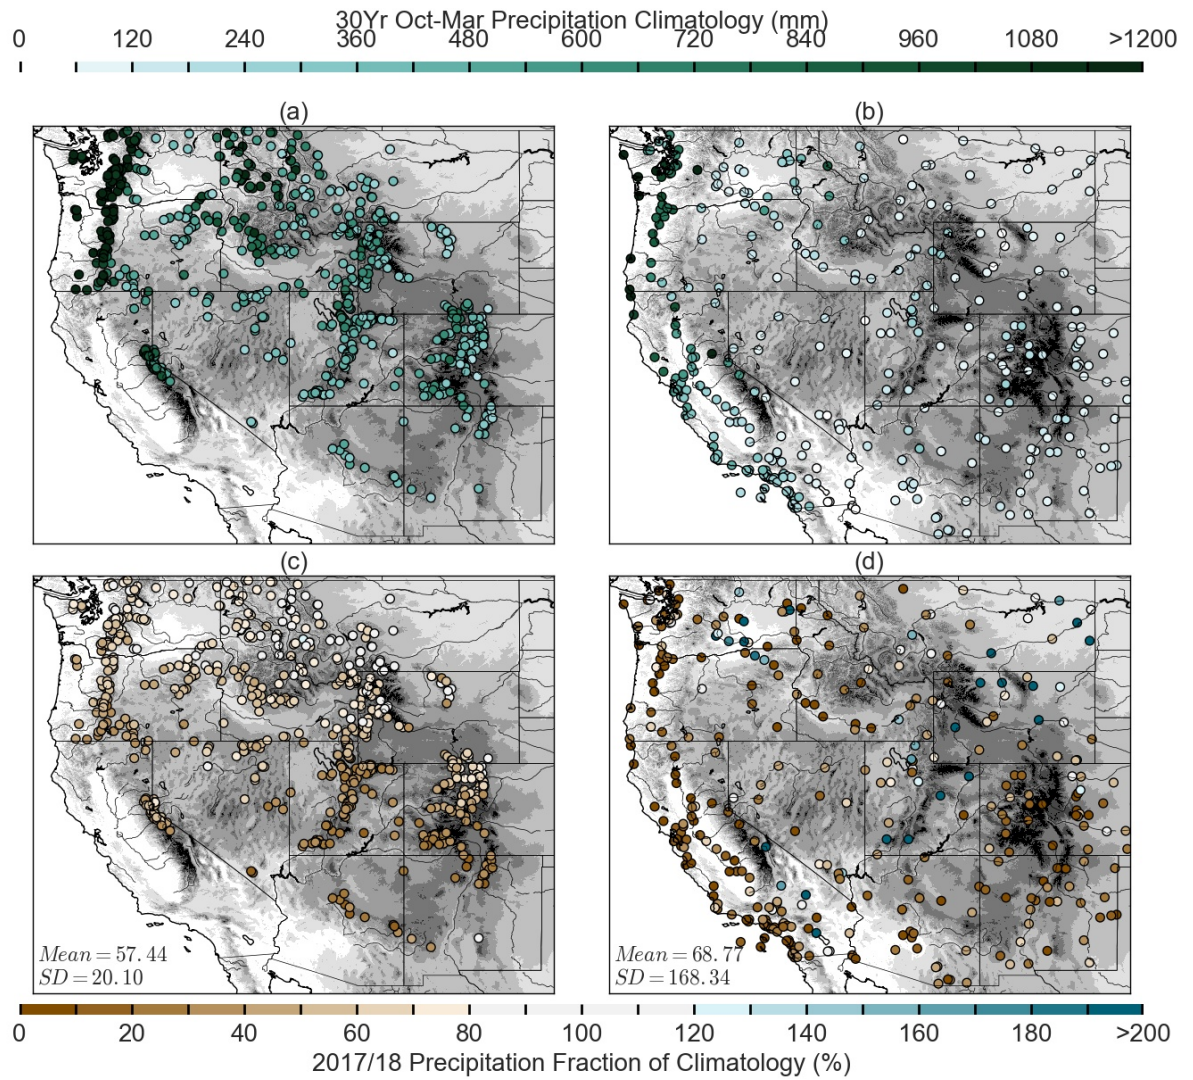 30Yr Oct-Mar Precipitation Climatology (mm)
0 120 240 360 480 600 720 840 960 1080 >1200
(a) (b)
(c) (d)
Mean = 57.44 Mean = 68.77
SD = 20.10 SD = 168.34
0 20 40 60 80 100 120 140 160 180 >200
2017/18 Precipitation Fraction of Climatology (%)